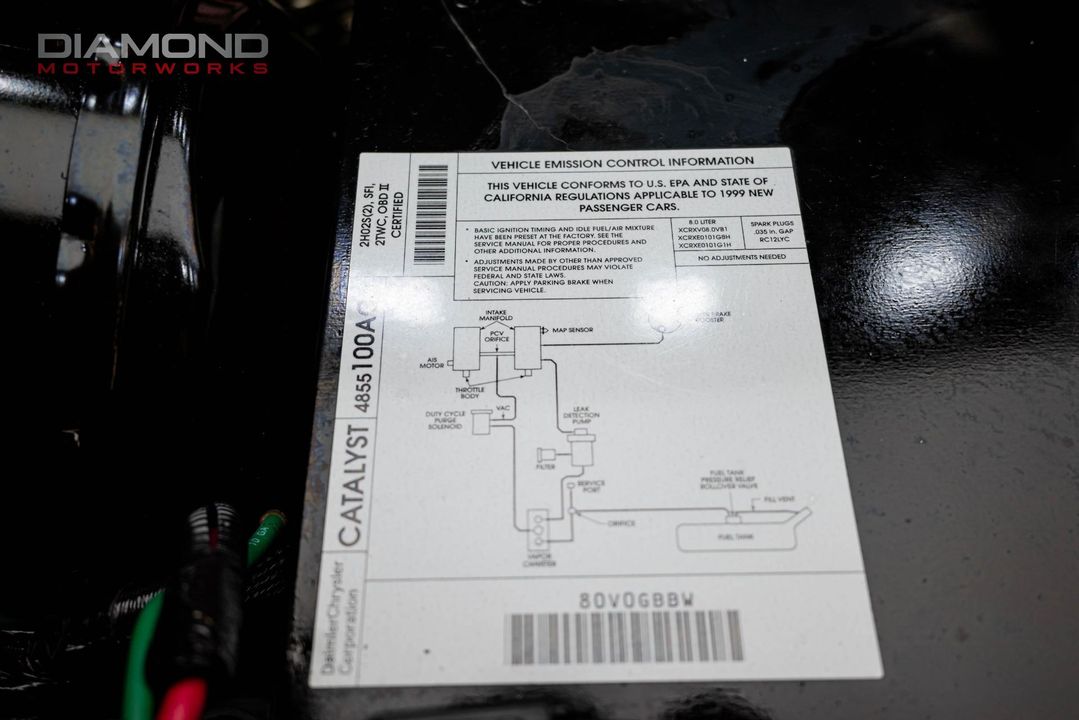 DIAMOND
MOTORWORKS
VEHICLE EMISSION CONTROL INFORMATION
THIS VEHICLE CONFORMS TO U.S. EPA AND STATE OF
CALIFORNIA REGULATIONS APPLICABLE TO 1999 NEW
PASSENGER CARS.
2HO2S(2), SFI,
2TWC, OBD II
CERTIFIED
• BASIC IGNITION TIMING AND IDLE FUEL/AIR MIXTURE
HAVE BEEN PRESET AT THE FACTORY. SEE THE
SERVICE MANUAL FOR PROPER PROCEDURES AND
OTHER ADDITIONAL INFORMATION.
• ADJUSTMENTS MADE BY OTHER THAN APPROVED
SERVICE MANUAL PROCEDURES MAY VIOLATE
FEDERAL AND STATE LAWS.
CAUTION: APPLY PARKING BRAKE WHEN
SERVICING VEHICLE.
8.0 LITER
XCRXV08.0VB1
XCRXE0101GBH
XCRXE0101G1H
SPARK PLUGS
.035 in. GAP
RC12LYC
NO ADJUSTMENTS NEEDED
INTAKE
MANIFOLD
PCV
ORIFICE
MAP SENSOR
BRAKE
AIS
MOTOR
THROTTLE
BODY
DUTY CYCLE
PURGE
SOLENOID
VAC
LEAK
DETECTION
PUMP
FILTER
SERVICE
PORT
ORIFICE
FUEL TANK
PRESSURE RELIEF
ROLLOVER VALVE
FILL VENT
FUEL TANK
VAPOR
CANISTER
CATALYST 4855100A
DaimlerChrysler
Corporation
80V0GBBW
10 GA